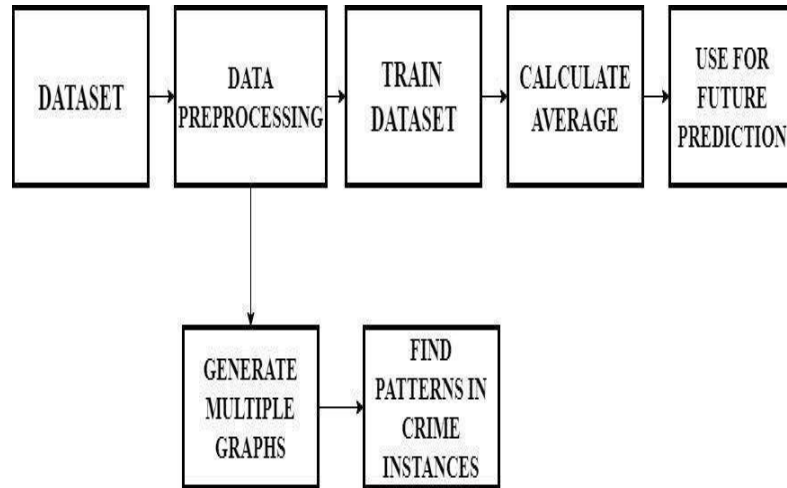 DATASET
DATA
PREPROCESSING
TRAIN
DATASET
CALCULATE
AVERAGE
USE FOR
FUTURE
PREDICTION
GENERATE
MULTIPLE
GRAPHS
FIND
PATTERNS IN
CRIME
INSTANCES